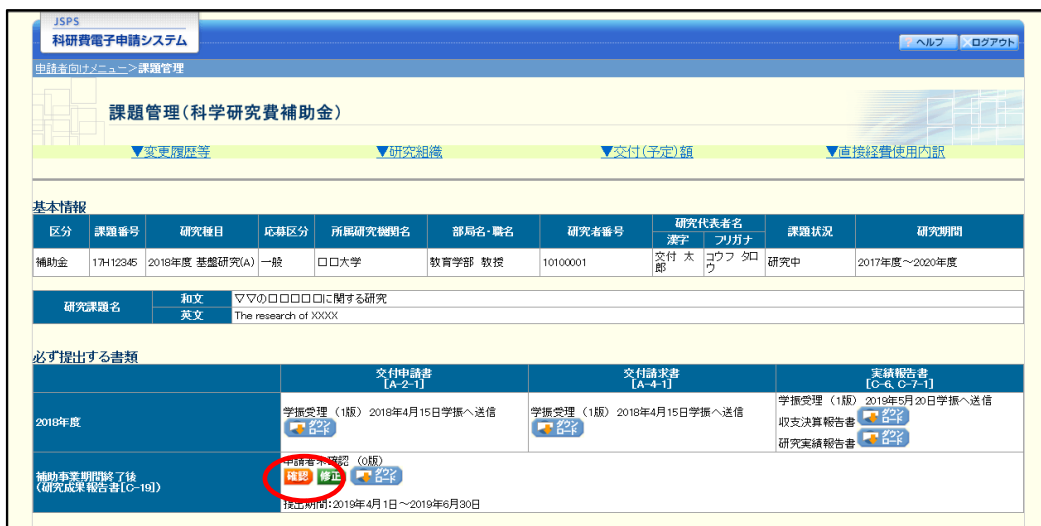 JSPS
科研費電子申請システム
ヘルプ ログアウト
申請者向けメニュー>課題管理
課題管理(科学研究費補助金)
▼変更履歴等 ▼研究組織 ▼交付(予定)額 ▼直接経費使用内訳
基本情報
区分 課題番号 研究種目 応募区分 所属研究機関名 部局名・職名 研究者番号 研究代表者名 課題状況 研究期間
漢字 フリガナ
補助金 17H12345 2018年度 基盤研究(A) 一般 □□大学 教育学部 教授 10100001 交付 太郎 コウフ タロウ 研究中 2017年度~2020年度
研究課題名 和文 ▽▽の□□□□□に関する研究
英文 The research of XXXX
必ず提出する書類
交付申請書 [A-2-1] 交付請求書 [A-4-1] 実績報告書 [C-6、C-7-1]
2018年度 学振受理 (1版) 2018年4月15日学振へ送信 学振受理 (1版) 2018年4月15日学振へ送信 学振受理 (1版) 2019年5月20日学振へ送信
ダウンロード ダウンロード 収支決算報告書 ダウンロード
研究実績報告書 ダウンロード
補助事業期間終了後 (研究成果報告書[C-19]) 申請者未確認 (0版)
確認 修正 ダウンロード
提出期間:2019年4月1日~2019年6月30日